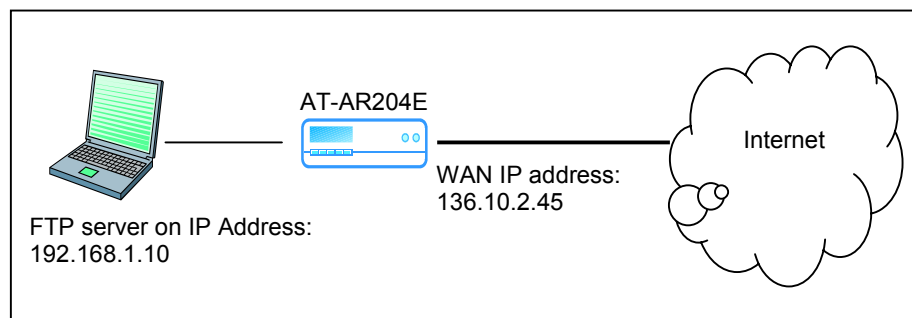 AT-AR204E
Internet
WAN IP address:
136.10.2.45
FTP server on IP Address:
192.168.1.10